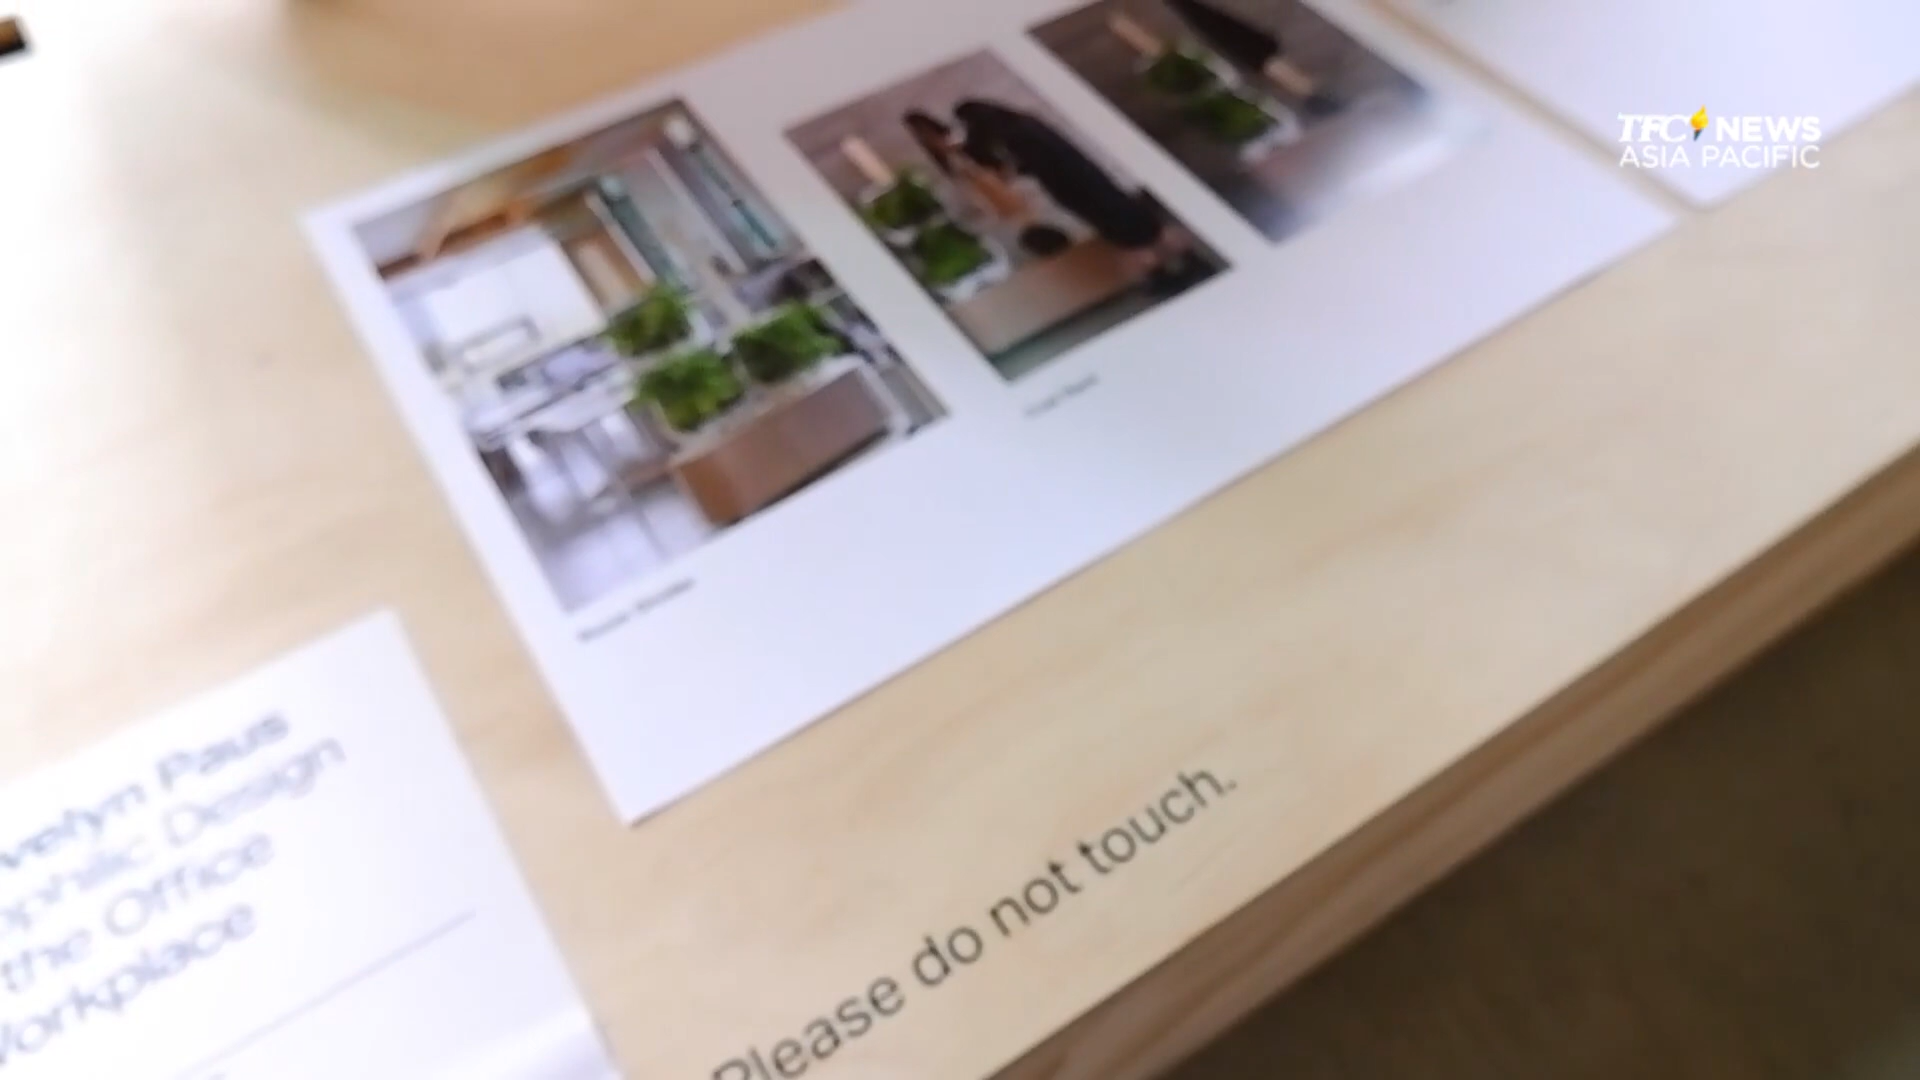 TFC NEWS
ASIA PACIFIC
velyn Paus
ophilic Design
the Office
Workplace
Please do not touch.